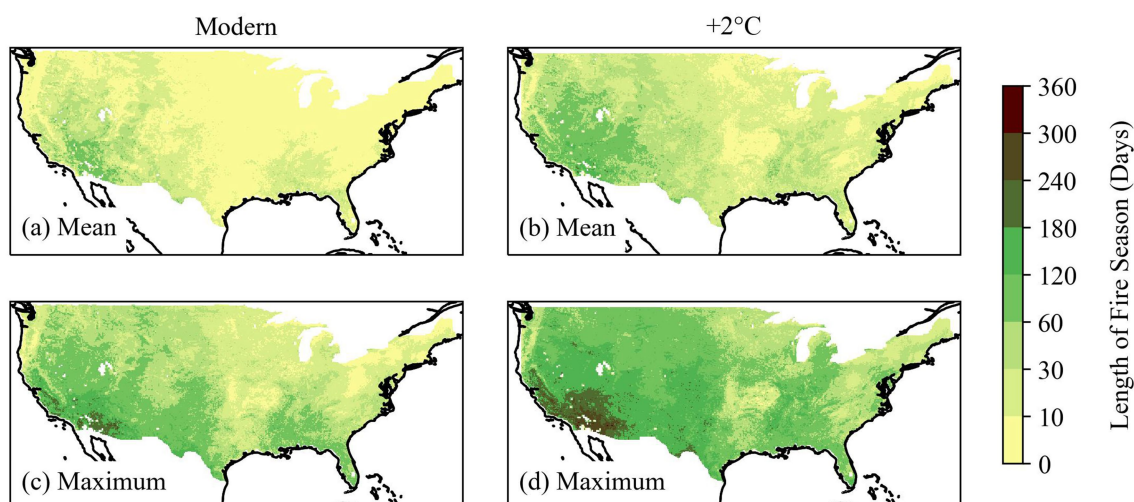 Modern
+2°C
(a) Mean
(b) Mean
(c) Maximum
(d) Maximum
360
300
240
180
120
60
30
10
0
Length of Fire Season (Days)